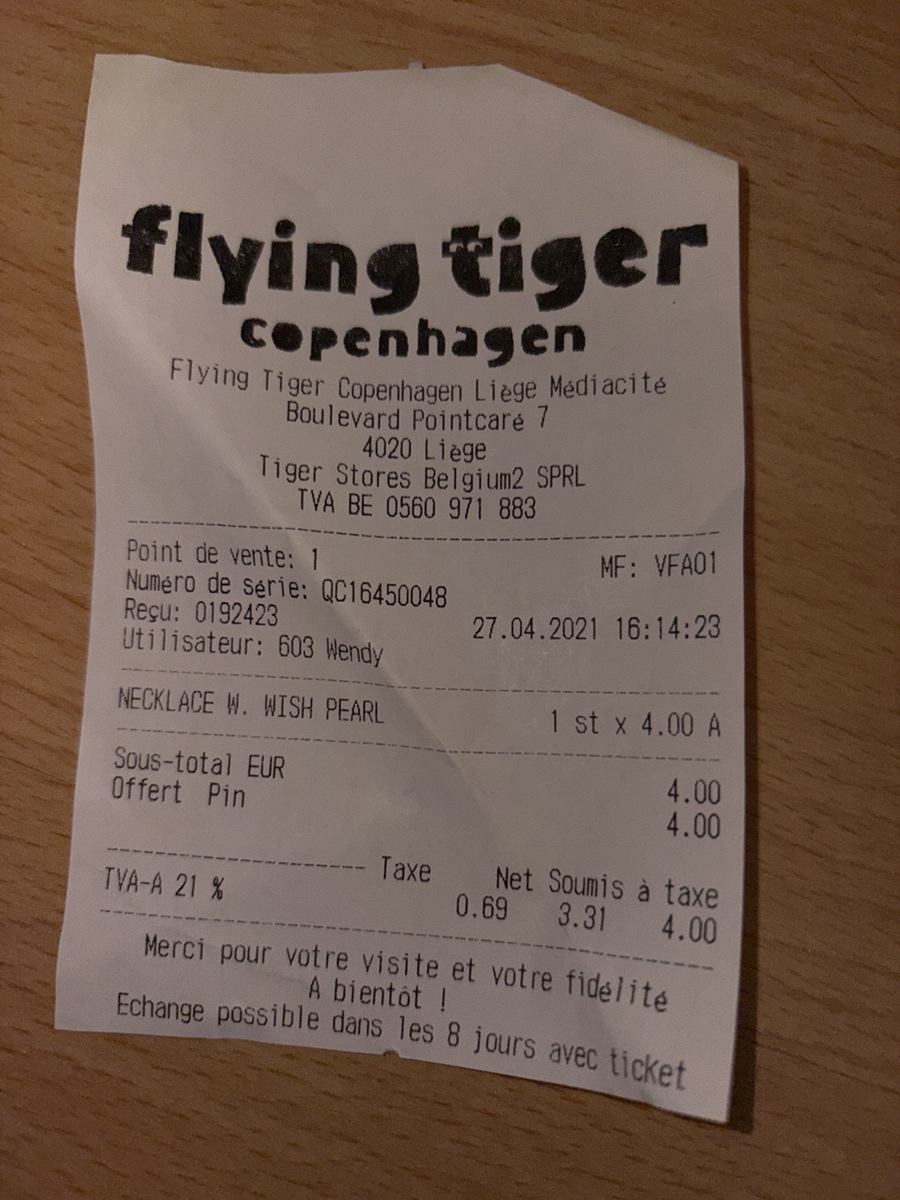 flying tiger
copenhagen
Flying Tiger Copenhagen Liège Médiacité
Boulevard Pointcaré 7
4020 Liège
Tiger Stores Belgium2 SPRL
TVA BE 0560 971 883
Point de vente: 1 MF: VFA01
Numéro de série: QC16450048
Reçu: 0192423 27.04.2021 16:14:23
Utilisateur: 603 Wendy
NECKLACE W. WISH PEARL 1 st x 4.00 A
Sous-total EUR 4.00
Offert Pin 4.00
Taxe Net Soumis à taxe
TVA-A 21 % 0.69 3.31 4.00
Merci pour votre visite et votre fidélité
A bientôt !
Echange possible dans les 8 jours avec ticket